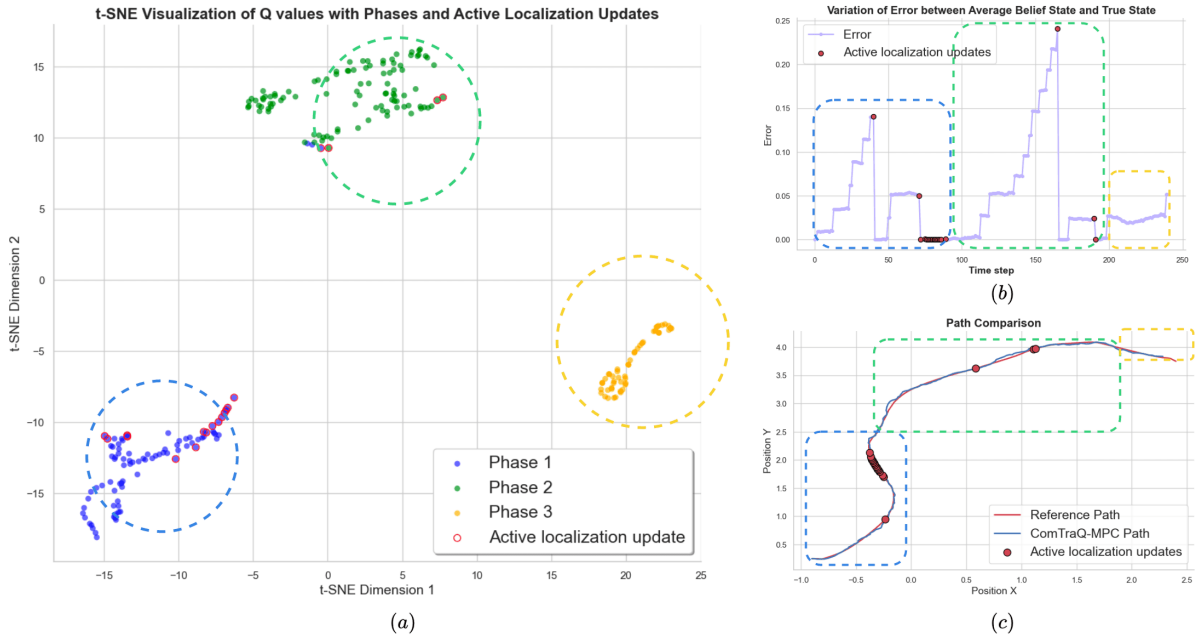 t-SNE Visualization of Q values with Phases and Active Localization Updates
t-SNE Dimension 2
15
10
5
0
−5
−10
−15
−15
−10
−5
0
5
10
15
20
25
t-SNE Dimension 1
Phase 1
Phase 2
Phase 3
Active localization update
(a)
Variation of Error between Average Belief State and True State
Error
Active localization updates
Error
0.25
0.20
0.15
0.10
0.05
0.00
0
50
100
150
200
250
Time step
(b)
Path Comparison
Position Y
4.0
3.5
3.0
2.5
2.0
1.5
1.0
0.5
−1.0
−0.5
0.0
0.5
1.0
1.5
2.0
2.5
Position X
Reference Path
ComTraQ-MPC Path
Active localization updates
(c)